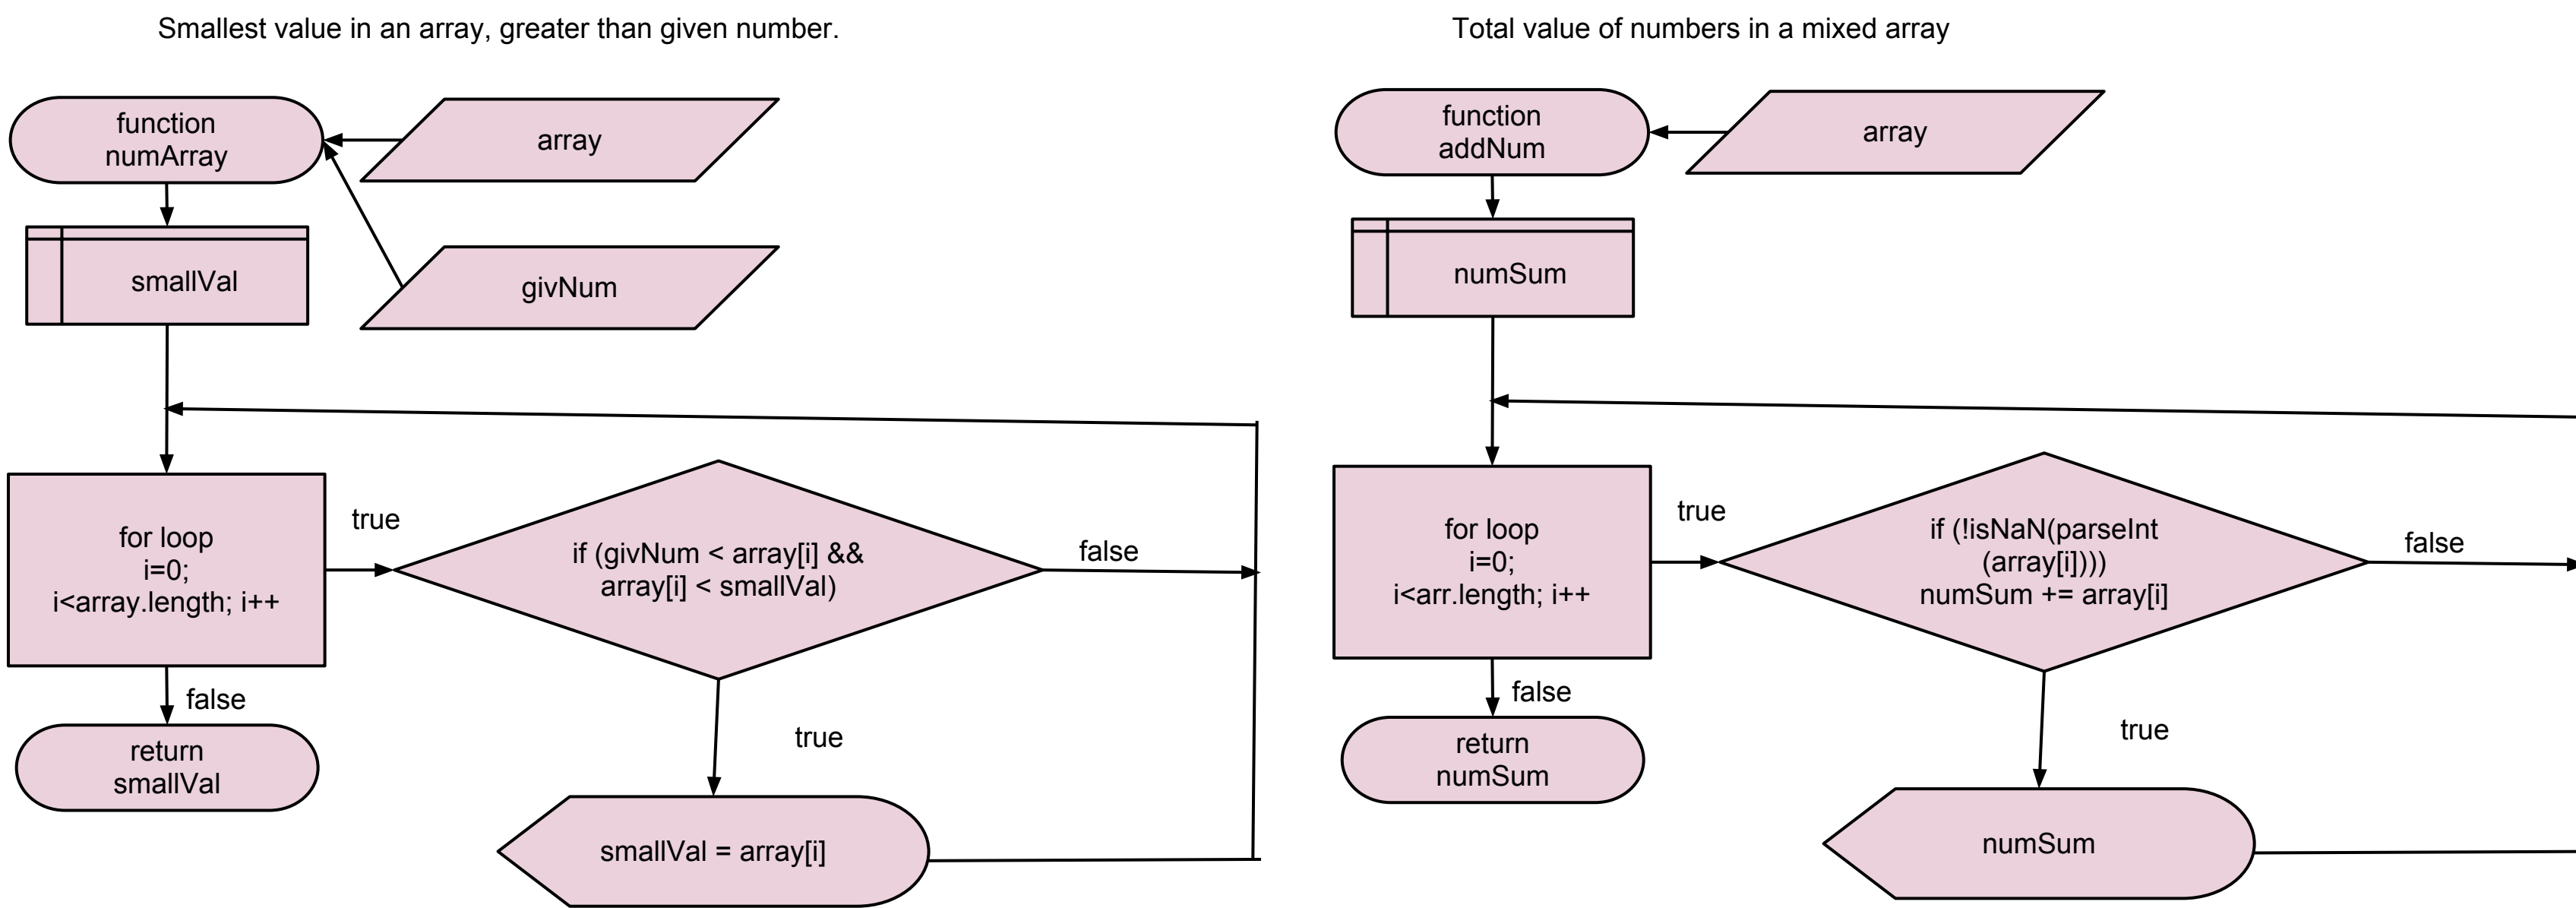 Smallest value in an array, greater than given number.
function
numArray
array
smallVal
givNum
for loop
i=0;
i<array.length; i++
true
if (givNum < array[i] &&
array[i] < smallVal)
false
false
return
smallVal
true
smallVal = array[i]
Total value of numbers in a mixed array
function
addNum
array
numSum
for loop
i=0;
i<arr.length; i++
true
if (!isNaN(parseInt
(array[i])))
numSum += array[i]
false
false
return
numSum
true
numSum